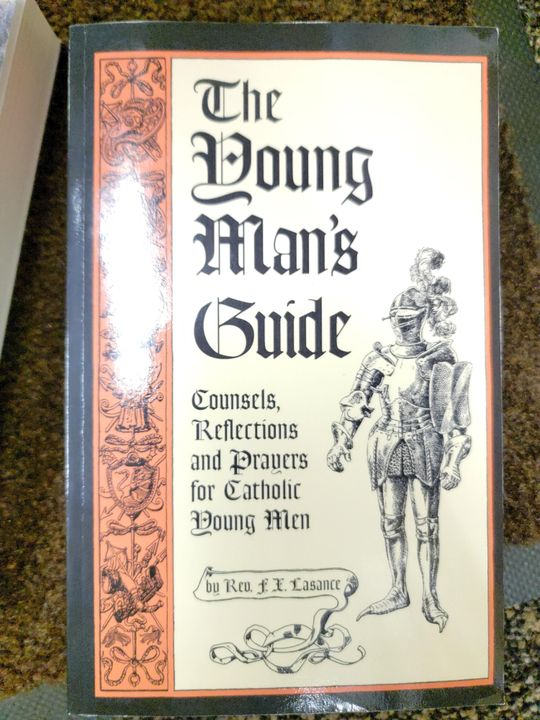 The
Young
Man's
Guide
Counsels,
Reflections
and Prayers
for Catholic
Young Men
by Rev. F. X. Lasance